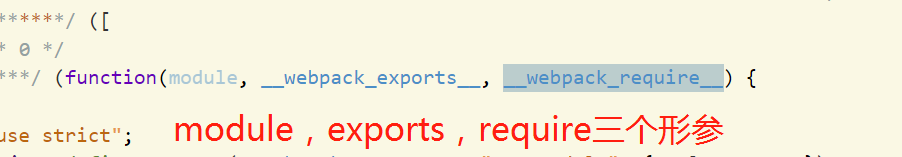 ******/ ([
* 0 */
***/ (function(module, __webpack_exports__, __webpack_require__) {
use strict";
module，exports，require三个形参